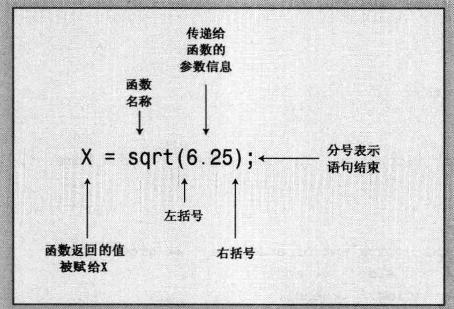 传递给
函数的
参数信息
函数
名称
X = sqrt(6.25);
分号表示
语句结束
左括号
右括号
函数返回的值
被赋给X